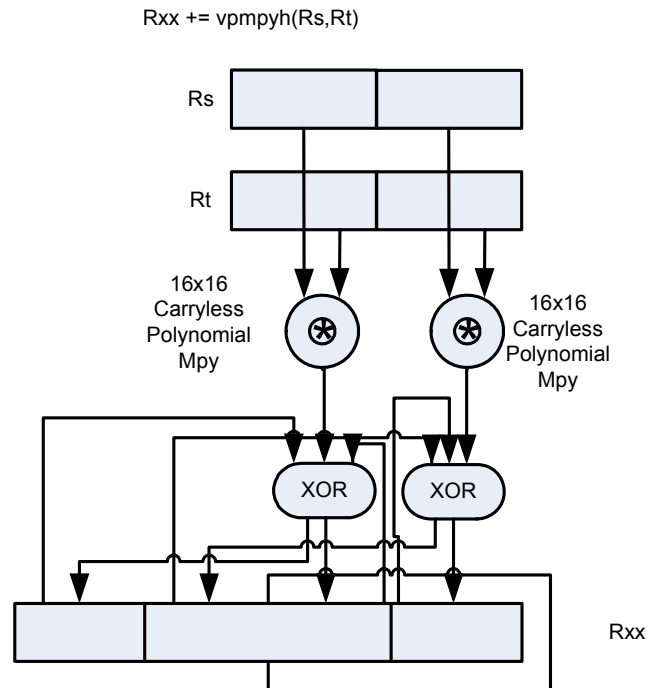 Rxx += vpmpyh(Rs,Rt)
Rs
Rt
16x16
Carryless
Polynomial
Mpy
16x16
Carryless
Polynomial
Mpy
XOR
XOR
Rxx